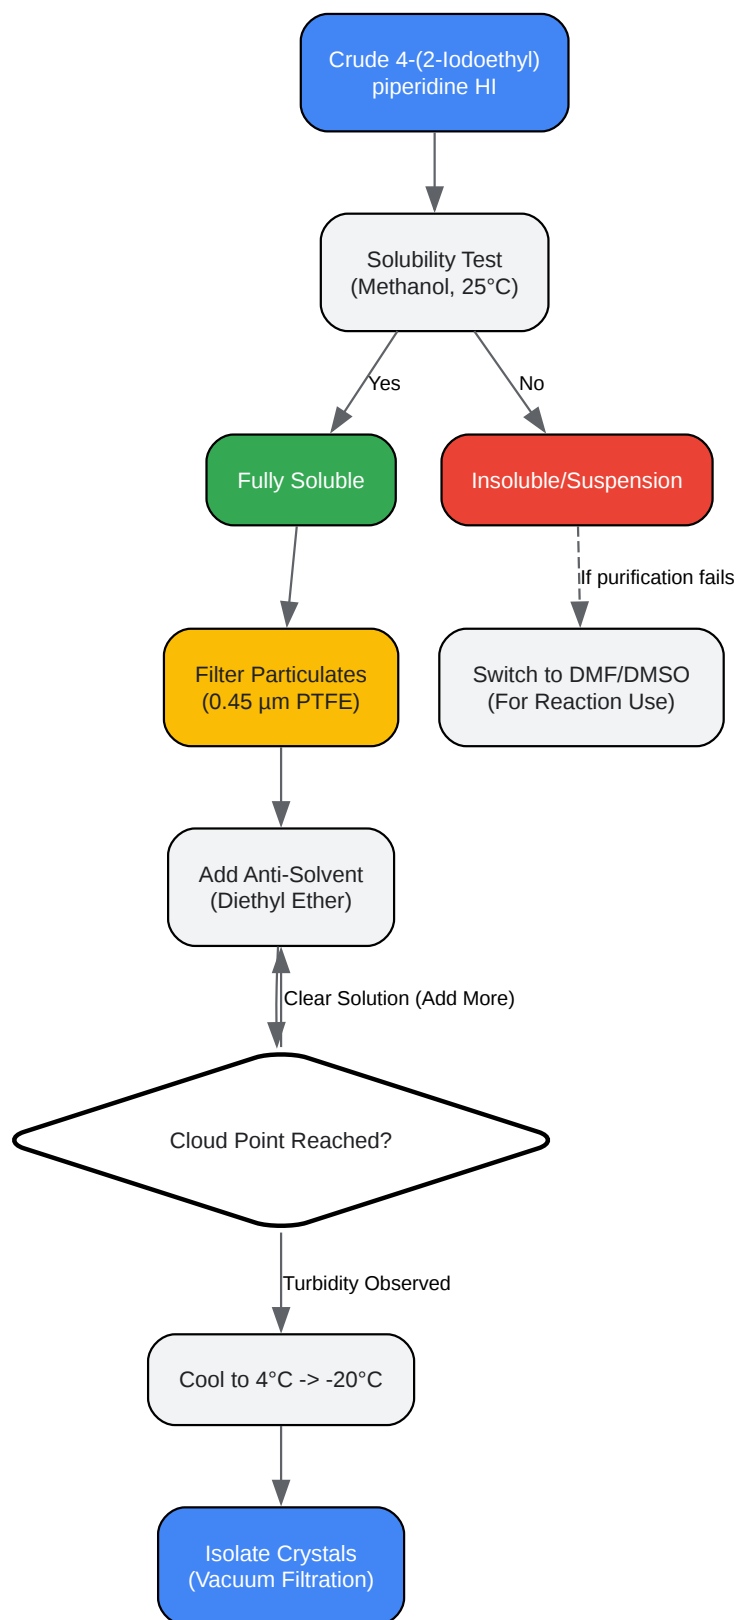 Crude 4-(2-Iodoethyl)
piperidine HI
Solubility Test
(Methanol, 25°C)
Yes
No
Fully Soluble
Insoluble/Suspension
If purification fails
Filter Particulates
(0.45 µm PTFE)
Switch to DMF/DMSO
(For Reaction Use)
Add Anti-Solvent
(Diethyl Ether)
Clear Solution (Add More)
Cloud Point Reached?
Turbidity Observed
Cool to 4°C -> -20°C
Isolate Crystals
(Vacuum Filtration)